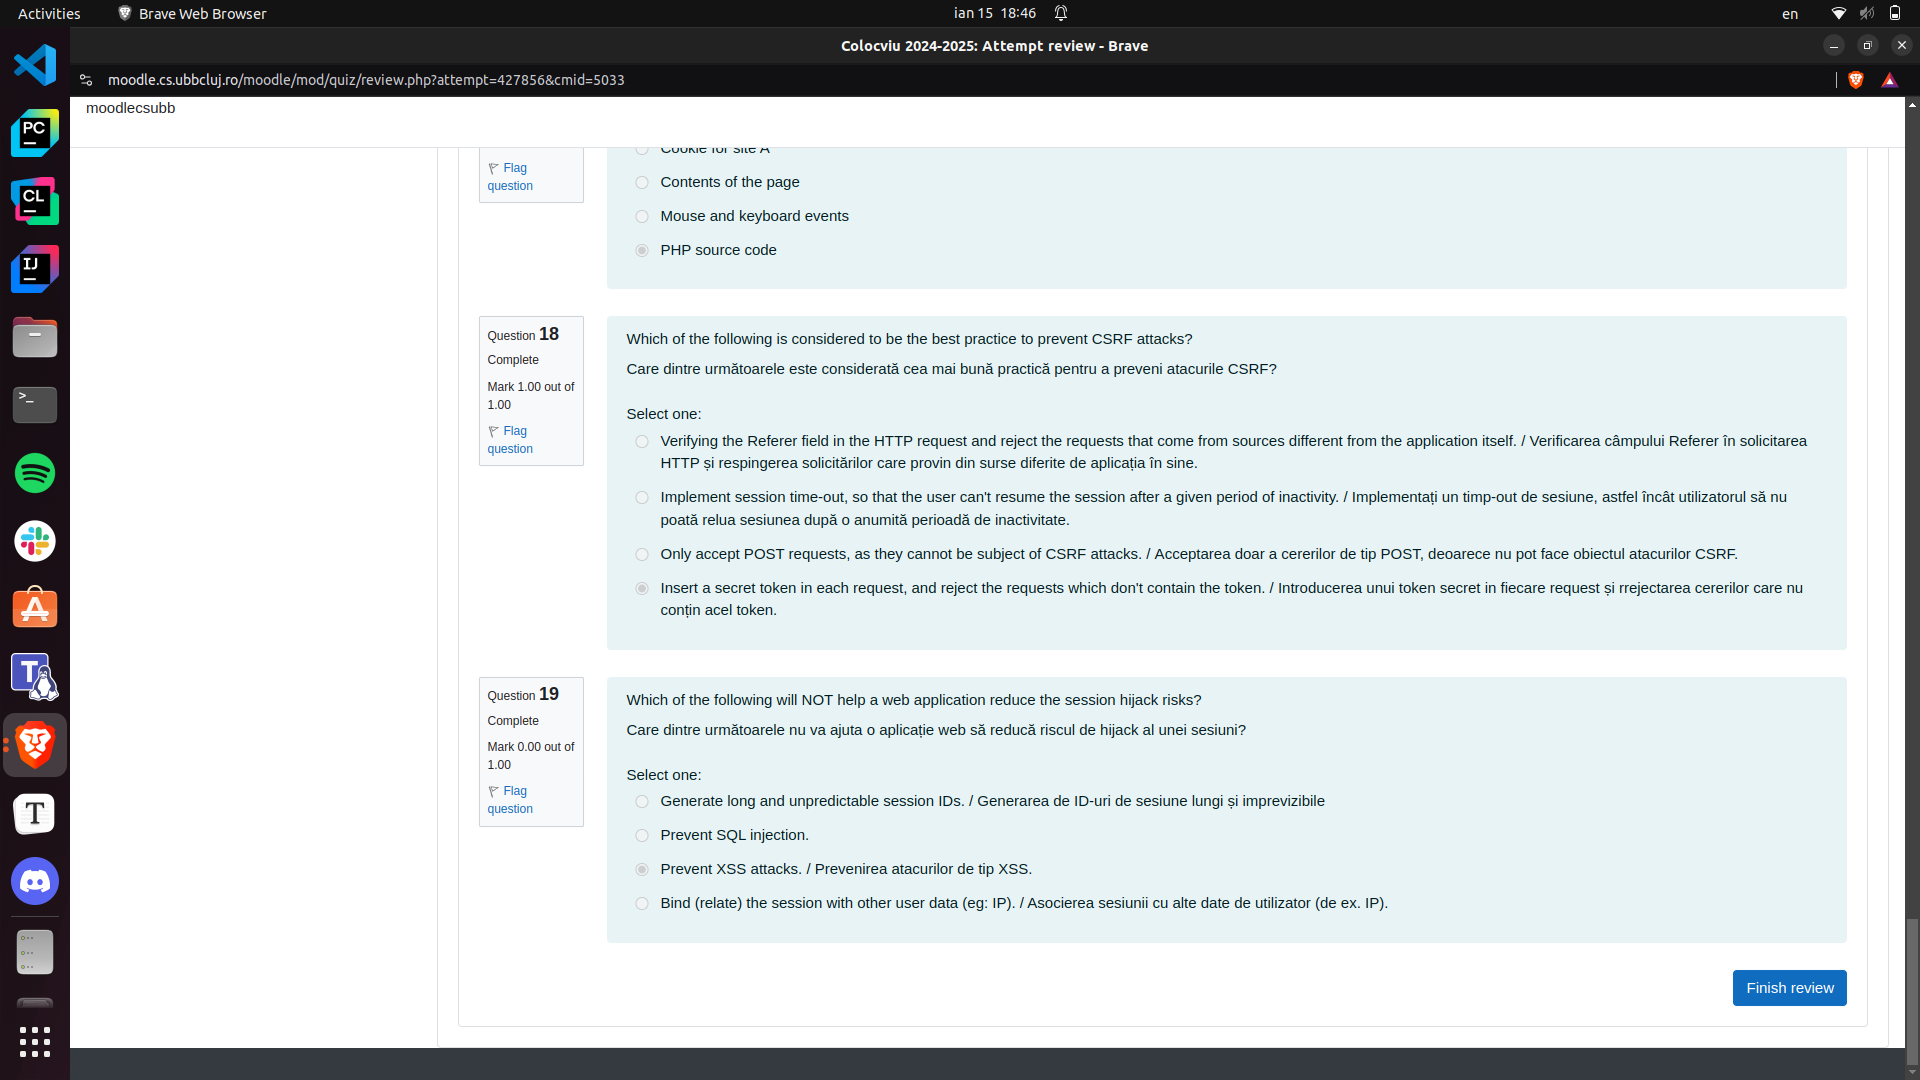 Activities
Brave Web Browser
ian 15 18:46
en
Colocviu 2024-2025: Attempt review - Brave
moodle.cs.ubbcluj.ro/moodle/mod/quiz/review.php?attempt=427856&cmid=5033
moodlecsubb
Cookie for site A
Flag
question
Contents of the page
Mouse and keyboard events
PHP source code
Question 18
Complete
Mark 1.00 out of
1.00
Flag
question
Which of the following is considered to be the best practice to prevent CSRF attacks?
Care dintre următoarele este considerată cea mai bună practică pentru a preveni atacurile CSRF?
Select one:
Verifying the Referer field in the HTTP request and reject the requests that come from sources different from the application itself. / Verificarea câmpului Referer în solicitarea
HTTP și respingerea solicitărilor care provin din surse diferite de aplicația în sine.
Implement session time-out, so that the user can't resume the session after a given period of inactivity. / Implementați un timp-out de sesiune, astfel încât utilizatorul să nu
poată relua sesiunea după o anumită perioadă de inactivitate.
Only accept POST requests, as they cannot be subject of CSRF attacks. / Acceptarea doar a cererilor de tip POST, deoarece nu pot face obiectul atacurilor CSRF.
Insert a secret token in each request, and reject the requests which don't contain the token. / Introducerea unui token secret in fiecare request și rrejectarea cererilor care nu
conțin acel token.
Question 19
Complete
Mark 0.00 out of
1.00
Flag
question
Which of the following will NOT help a web application reduce the session hijack risks?
Care dintre următoarele nu va ajuta o aplicație web să reducă riscul de hijack al unei sesiuni?
Select one:
Generate long and unpredictable session IDs. / Generarea de ID-uri de sesiune lungi și imprevizibile
Prevent SQL injection.
Prevent XSS attacks. / Prevenirea atacurilor de tip XSS.
Bind (relate) the session with other user data (eg: IP). / Asocierea sesiunii cu alte date de utilizator (de ex. IP).
Finish review
PC
CL
IJ
>_
A
T
T